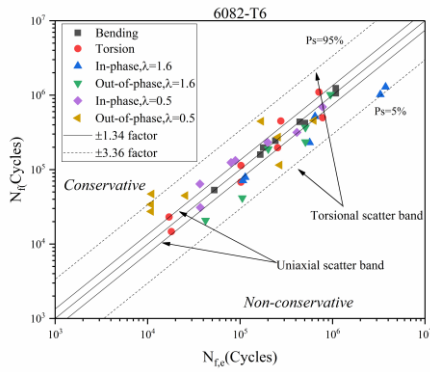 6082-T6
N_f(Cycles)
10^7
10^6
10^5
10^4
10^3
Bending
Torsion
In-phase,λ=1.6
Out-of-phase,λ=1.6
In-phase,λ=0.5
Out-of-phase,λ=0.5
±1.34 factor
±3.36 factor
Ps=95%
Ps=5%
Conservative
Torsional scatter band
Uniaxial scatter band
Non-conservative
10^3 10^4 10^5 10^6 10^7
N_f,e(Cycles)